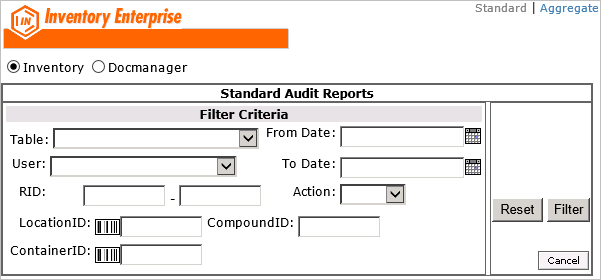 Standard | Aggregate
IN Inventory Enterprise
Inventory Docmanager
Standard Audit Reports
Filter Criteria
Table: From Date:
User: To Date:
RID: - Action:
Reset Filter
LocationID: CompoundID:
ContainerID:
Cancel